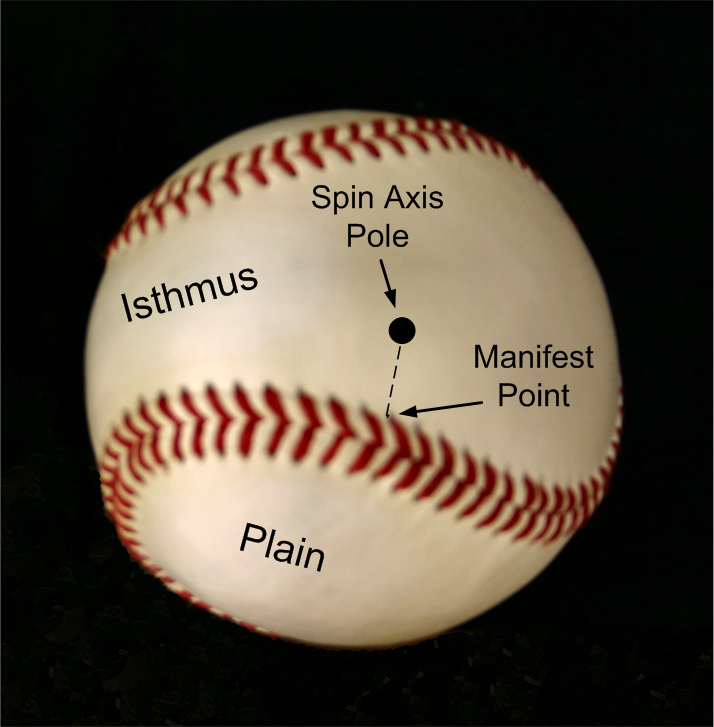 Spin Axis
Pole
Isthmus
Manifest
Point
Plain